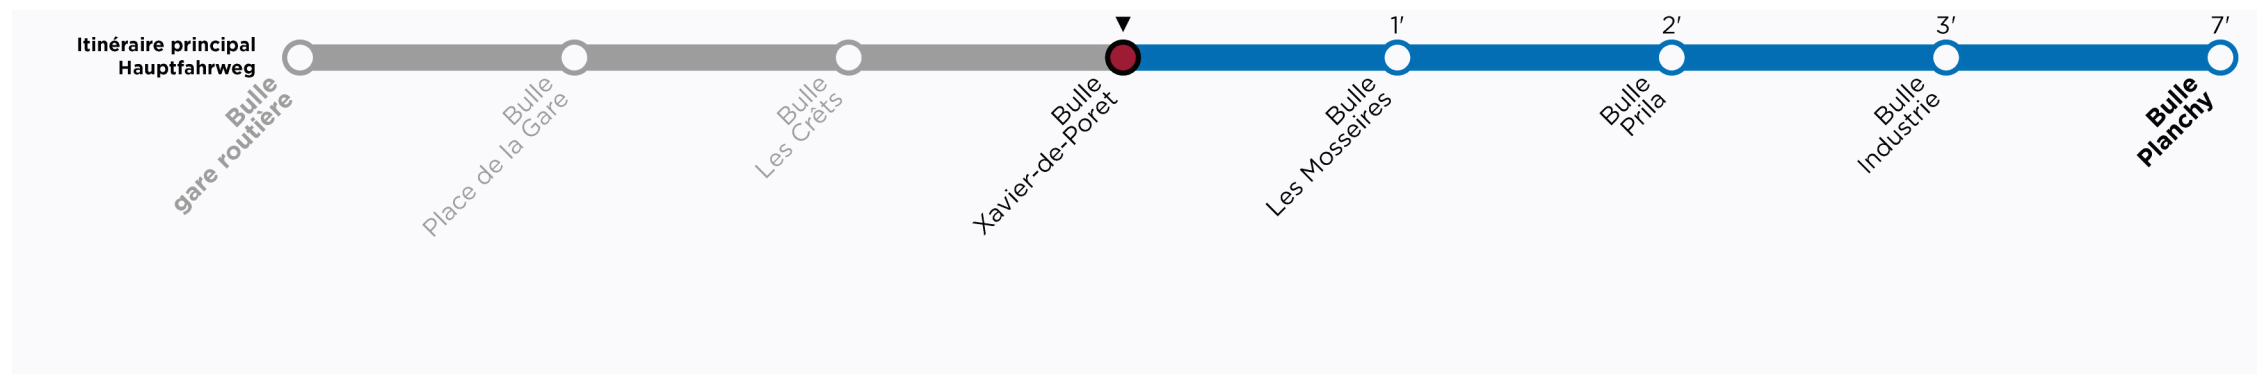 Itinéraire principal
Hauptfahrweg
▼
1'
2'
3'
7'
Bulle
gare routière
Bulle
Place de la Gare
Bulle
Les Crêts
Bulle
Xavier-de-Poret
Bulle
Les Mosseires
Bulle
Prila
Bulle
Industrie
Bulle
Planchy